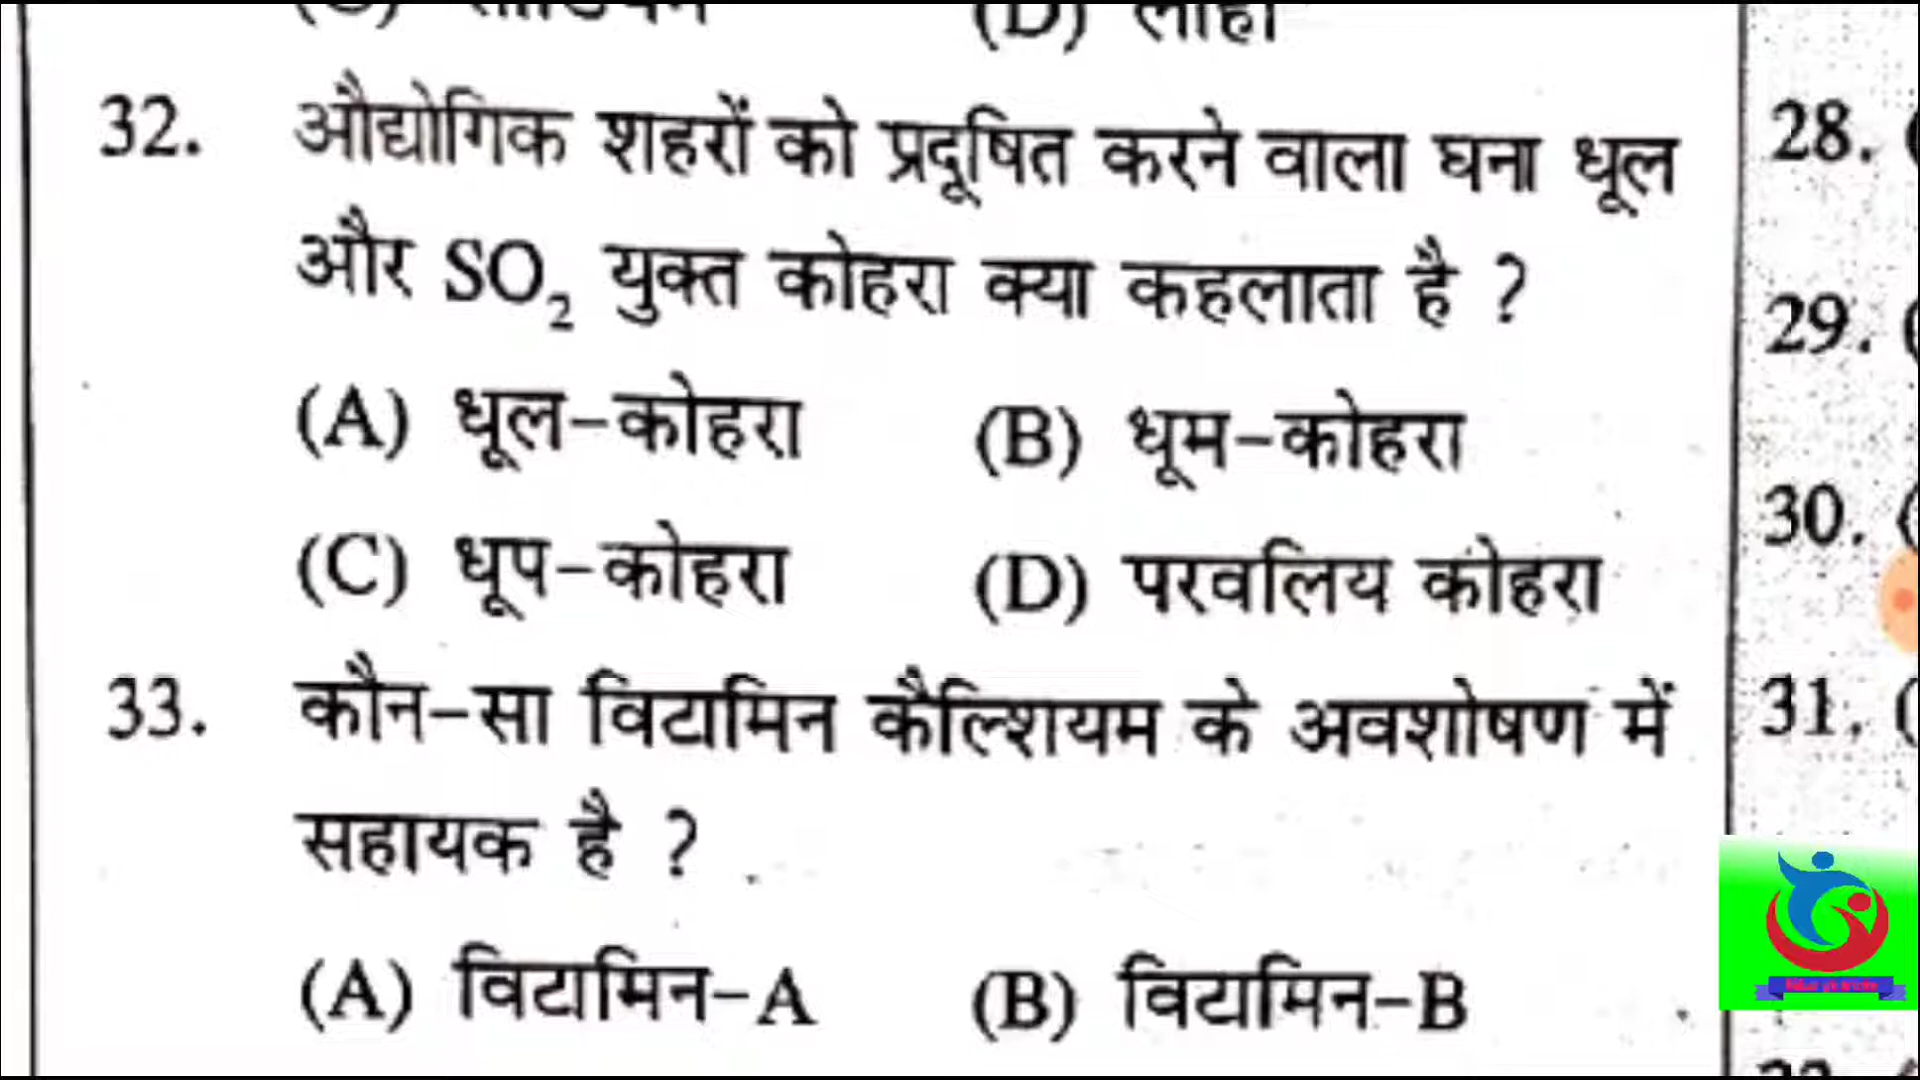 (D) लोहा
32. औद्योगिक शहरों को प्रदूषित करने वाला घना धूल
और SO₂ युक्त कोहरा क्या कहलाता है ?
(A) धूल-कोहरा (B) धूम-कोहरा
(C) धूप-कोहरा (D) परवलिय कोहरा
33. कौन-सा विटामिन कैल्शियम के अवशोषण में
सहायक है ?
(A) विटामिन-A (B) विटामिन-B
28.
29.
30.
31.